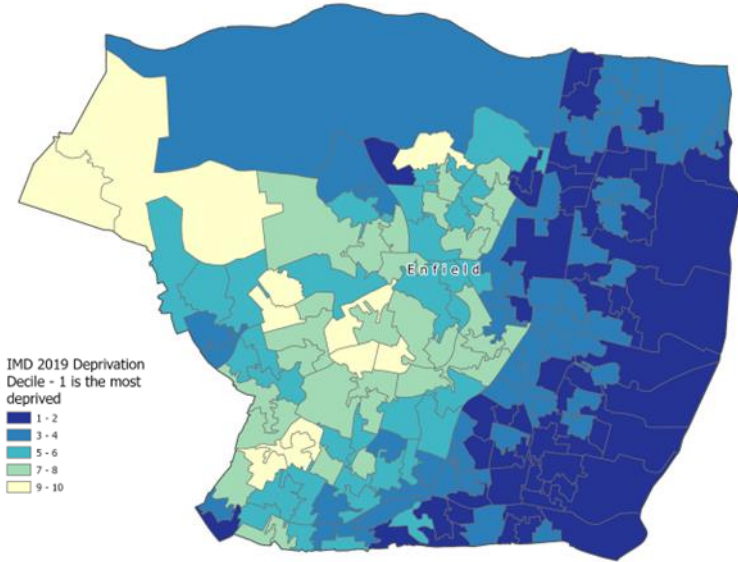 Enfield
IMD 2019 Deprivation
Decile - 1 is the most
deprived
1 - 2
3 - 4
5 - 6
7 - 8
9 - 10